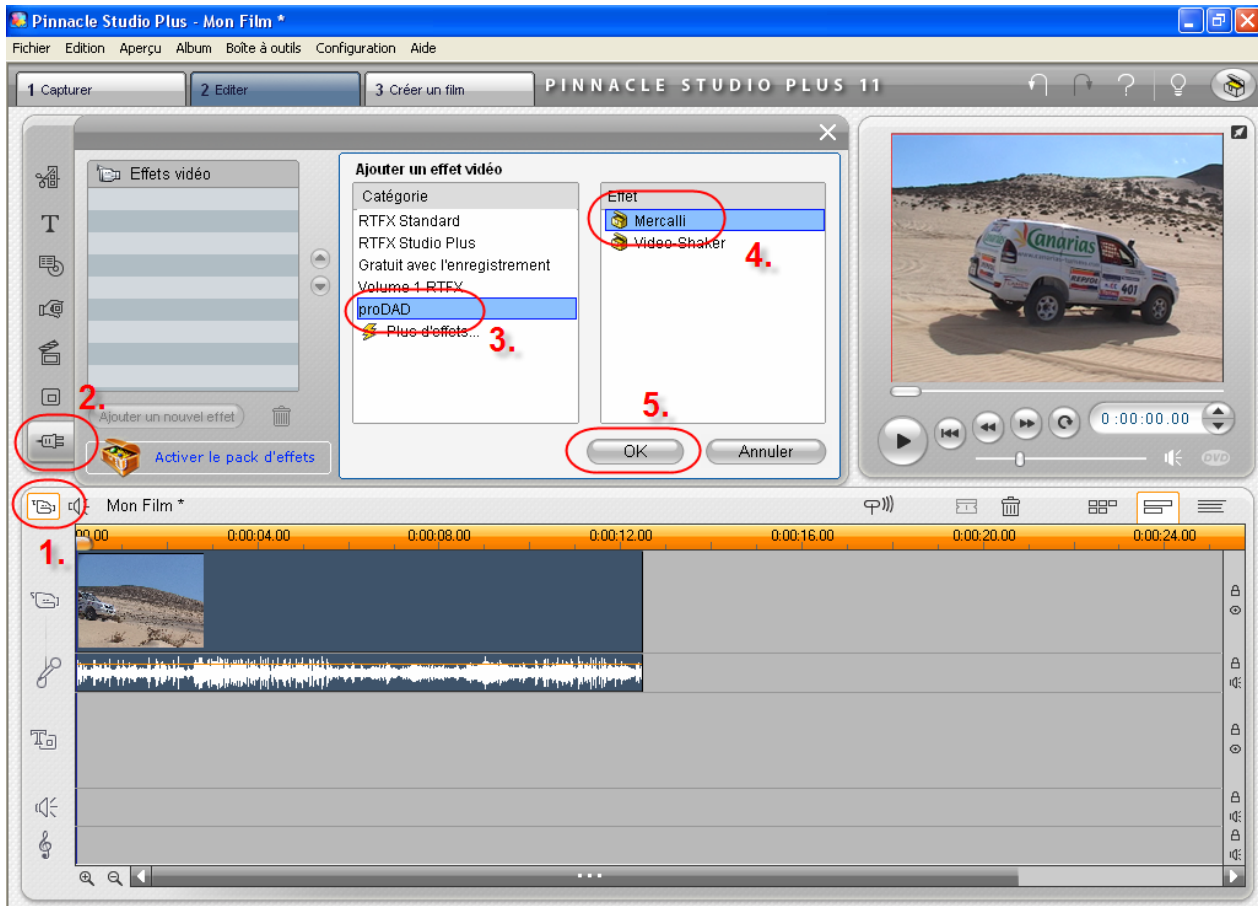 Pinnacle Studio Plus - Mon Film *
Fichier Edition Aperçu Album Boîte à outils Configuration Aide
1 Capturer
2 Editer
3 Créer un film
PINNACLE STUDIO PLUS 11
Effets vidéo
Ajouter un effet vidéo
Catégorie
RTFX Standard
RTFX Studio Plus
Gratuit avec l'enregistrement
Volume 1 RTFX
proDAD
Plus d'effets...
3.
Effet
Mercalli
Video-Shaker
4.
Canarias
REPSOL
401
2.
Ajouter un nouvel effet
Activer le pack d'effets
5.
OK
Annuler
0:00:00.00
DVD
Mon Film *
1.
00.00 0:00:04.00 0:00:08.00 0:00:12.00 0:00:16.00 0:00:20.00 0:00:24.00